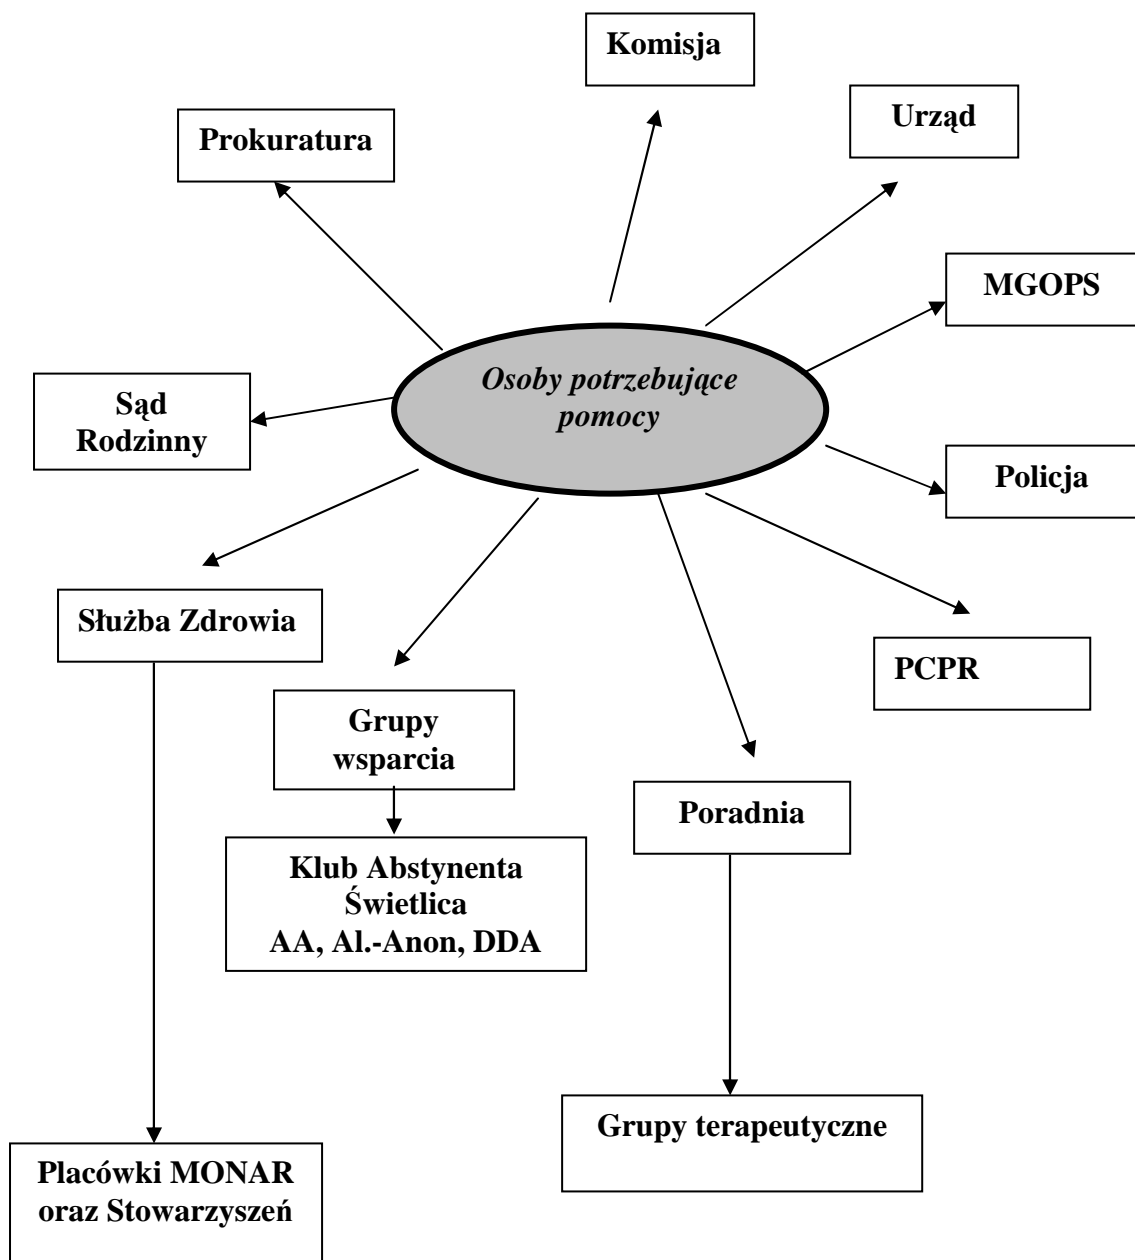 Komisja
Urząd
Prokuratura
MGOPS
Osoby potrzebujące
pomocy
Sąd
Rodzinny
Policja
Służba Zdrowia
PCPR
Grupy
wsparcia
Poradnia
Klub Abstynenta
Świetlica
AA, Al.-Anon, DDA
Grupy terapeutyczne
Placówki MONAR
oraz Stowarzyszeń